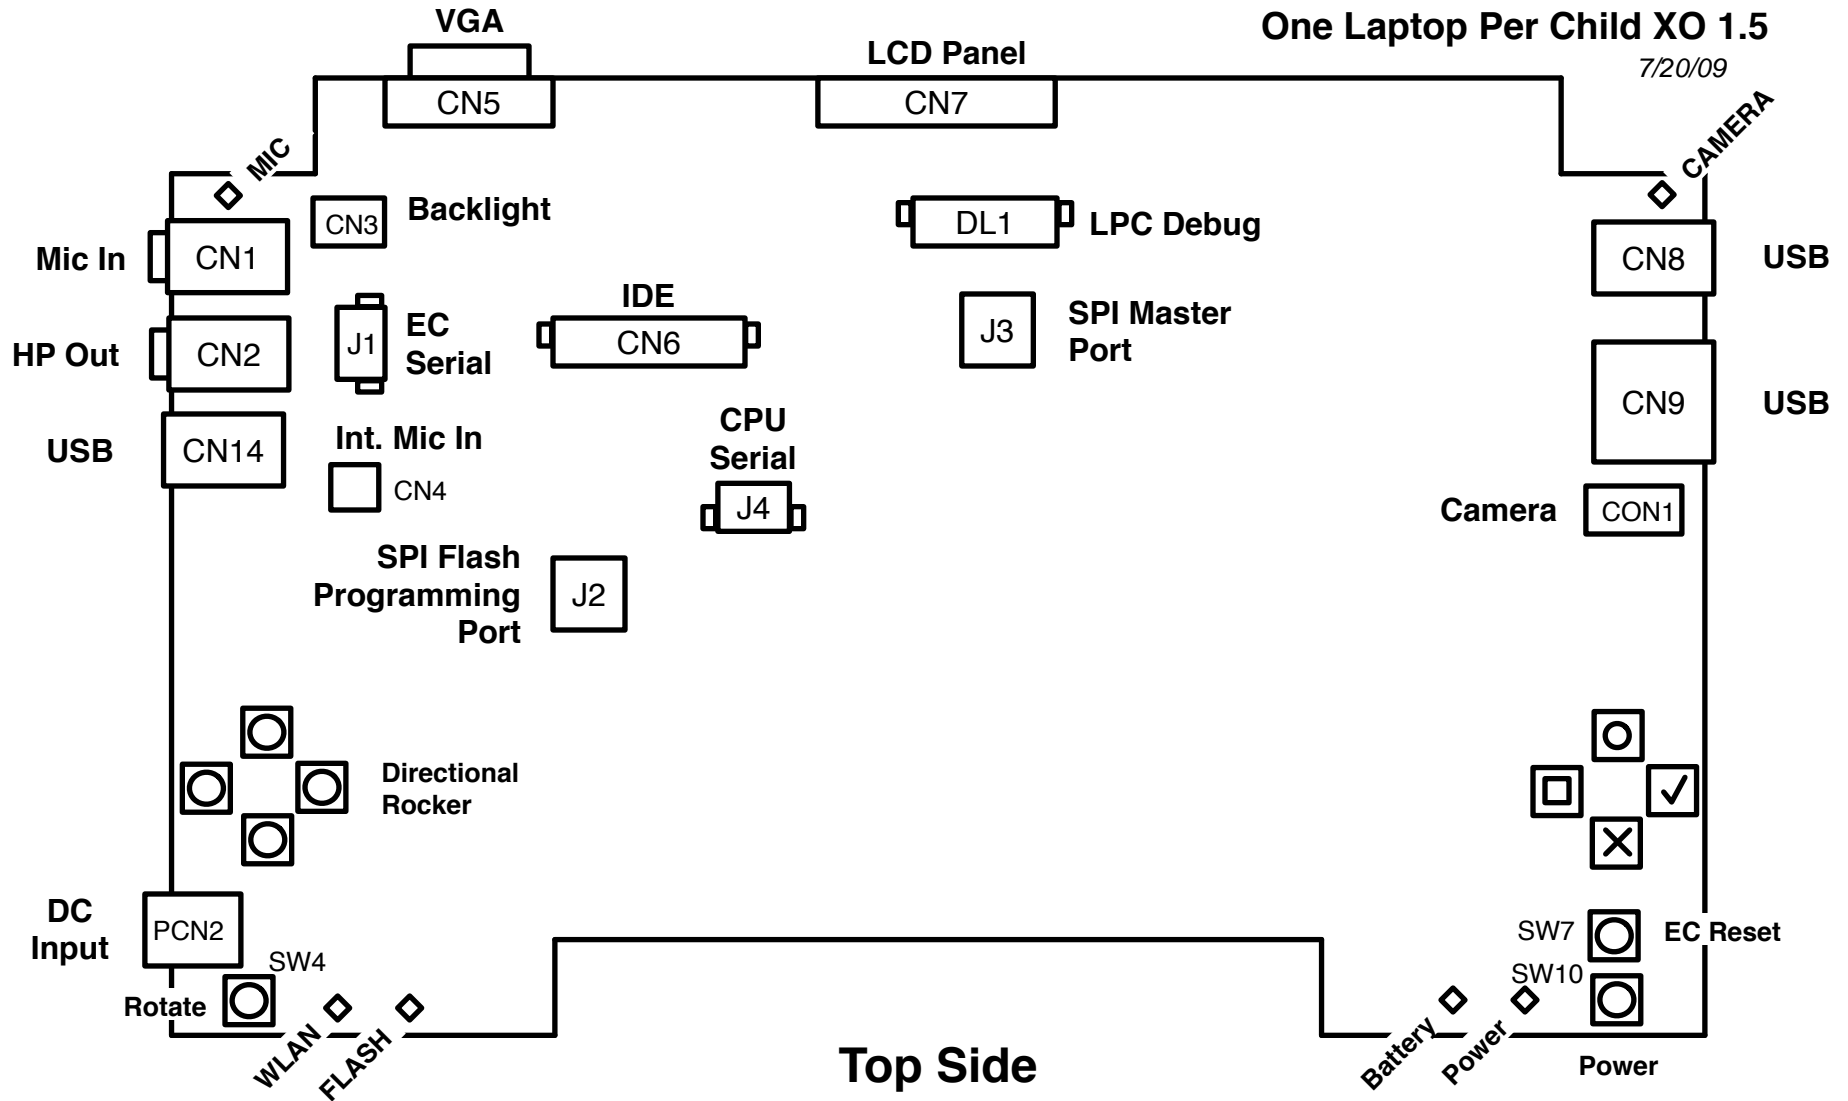 One Laptop Per Child XO 1.5
7/20/09
VGA
CN5
LCD Panel
CN7
MIC
CAMERA
CN3
Backlight
DL1
LPC Debug
Mic In
CN1
CN8
USB
IDE
CN6
J3
SPI Master
Port
HP Out
CN2
J1
EC
Serial
CN9
USB
USB
CN14
Int. Mic In
CN4
CPU
Serial
J4
Camera
CON1
SPI Flash
Programming
Port
J2
Directional
Rocker
DC
Input
PCN2
SW4
Rotate
WLAN
FLASH
SW7
EC Reset
SW10
Battery
Power
Power
Top Side